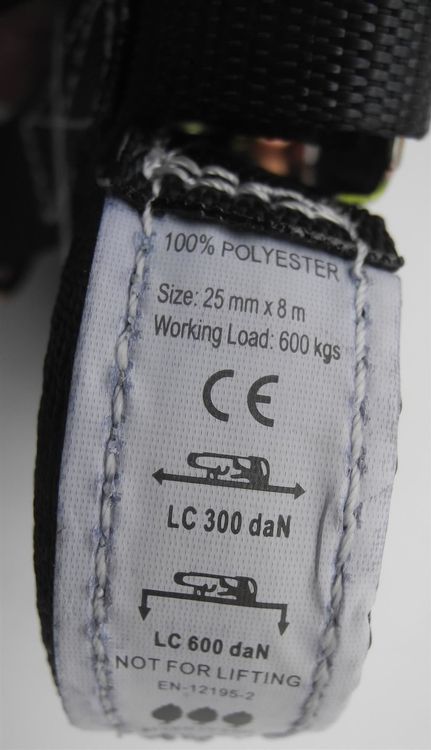 100% POLYESTER
Size: 25 mm x 8 m
Working Load: 600 kgs
CE
LC 300 daN
LC 600 daN
NOT FOR LIFTING
EN-12195-2